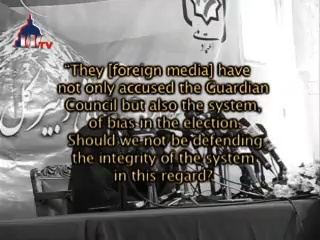 TV
"They [foreign media] have
not only accused the Guardian
Council but also the system,
of bias in the election.
Should we not be defending
the integrity of the system,
in this regard?